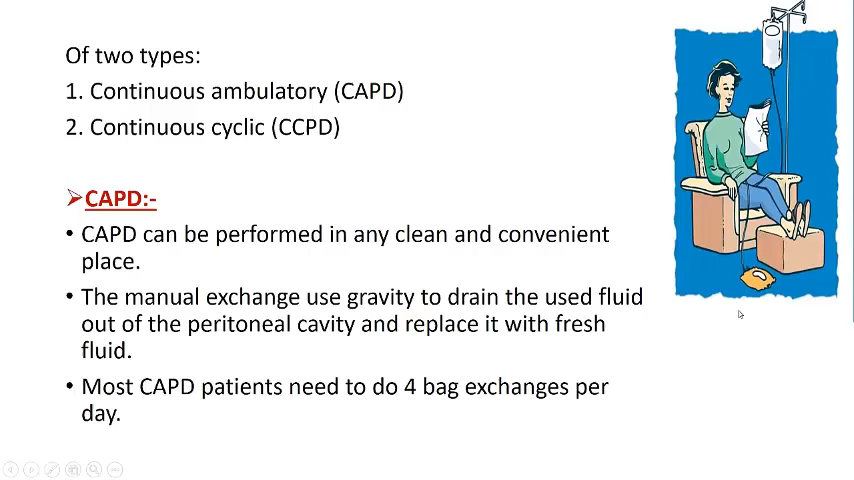 Of two types:
1. Continuous ambulatory (CAPD)
2. Continuous cyclic (CCPD)
➢CAPD:-
• CAPD can be performed in any clean and convenient
place.
• The manual exchange use gravity to drain the used fluid
out of the peritoneal cavity and replace it with fresh
fluid.
• Most CAPD patients need to do 4 bag exchanges per
day.